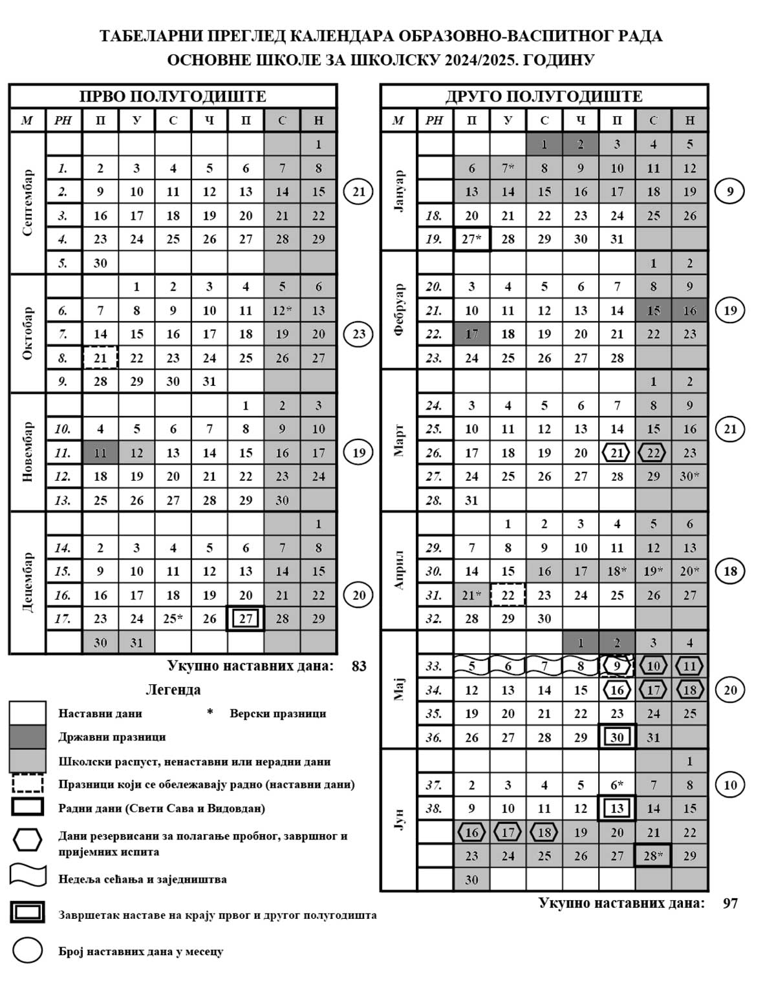 ТАБЕЛАРНИ ПРЕГЛЕД КАЛЕНДАРА ОБРАЗОВНО-ВАСПИТНОГ РАДА
ОСНОВНЕ ШКОЛЕ ЗА ШКОЛСКУ 2024/2025. ГОДИНУ
ПРВО ПОЛУГОДИШТЕ
М РН П У С Ч П С Н
Септембар
1
1. 2 3 4 5 6 7 8
2. 9 10 11 12 13 14 15 21
3. 16 17 18 19 20 21 22
4. 23 24 25 26 27 28 29
5. 30
Октобар
1 2 3 4 5 6
6. 7 8 9 10 11 12* 13
7. 14 15 16 17 18 19 20 23
8. 21 22 23 24 25 26 27
9. 28 29 30 31
Новембар
1 2 3
10. 4 5 6 7 8 9 10
11. 11 12 13 14 15 16 17 19
12. 18 19 20 21 22 23 24
13. 25 26 27 28 29 30
Децембар
1
14. 2 3 4 5 6 7 8
15. 9 10 11 12 13 14 15
16. 16 17 18 19 20 21 22 20
17. 23 24 25* 26 27 28 29
30 31
Укупно наставних дана: 83
ДРУГО ПОЛУГОДИШТЕ
М РН П У С Ч П С Н
Јануар
1 2 3 4 5
6 7* 8 9 10 11 12
13 14 15 16 17 18 19 9
18. 20 21 22 23 24 25 26
19. 27* 28 29 30 31
Фебруар
1 2
20. 3 4 5 6 7 8 9
21. 10 11 12 13 14 15 16 19
22. 17 18 19 20 21 22 23
23. 24 25 26 27 28
Март
1 2
24. 3 4 5 6 7 8 9
25. 10 11 12 13 14 15 16 21
26. 17 18 19 20 21 22 23
27. 24 25 26 27 28 29 30*
28. 31
Април
1 2 3 4 5 6
29. 7 8 9 10 11 12 13
30. 14 15 16 17 18* 19* 20* 18
31. 21* 22 23 24 25 26 27
32. 28 29 30
Мај
1 2 3 4
33. 5 6 7 8 9 10 11
34. 12 13 14 15 16 17 18 20
35. 19 20 21 22 23 24 25
36. 26 27 28 29 30 31
Јун
1
37. 2 3 4 5 6* 7 8 10
38. 9 10 11 12 13 14 15
16 17 18 19 20 21 22
23 24 25 26 27 28* 29
30
Укупно наставних дана: 97
Легенда
Наставни дани * Верски празници
Државни празници
Школски распуст, ненаставни или нерадни дани
Празници који се обележавају радно (наставни дани)
Радни дани (Свети Сава и Видовдан)
Дани резервисани за полагање пробног, завршног и
пријемних испита
Недеља сећања и заједништва
Завршетак наставе на крају првог и другог полугодишта
Број наставних дана у месецу